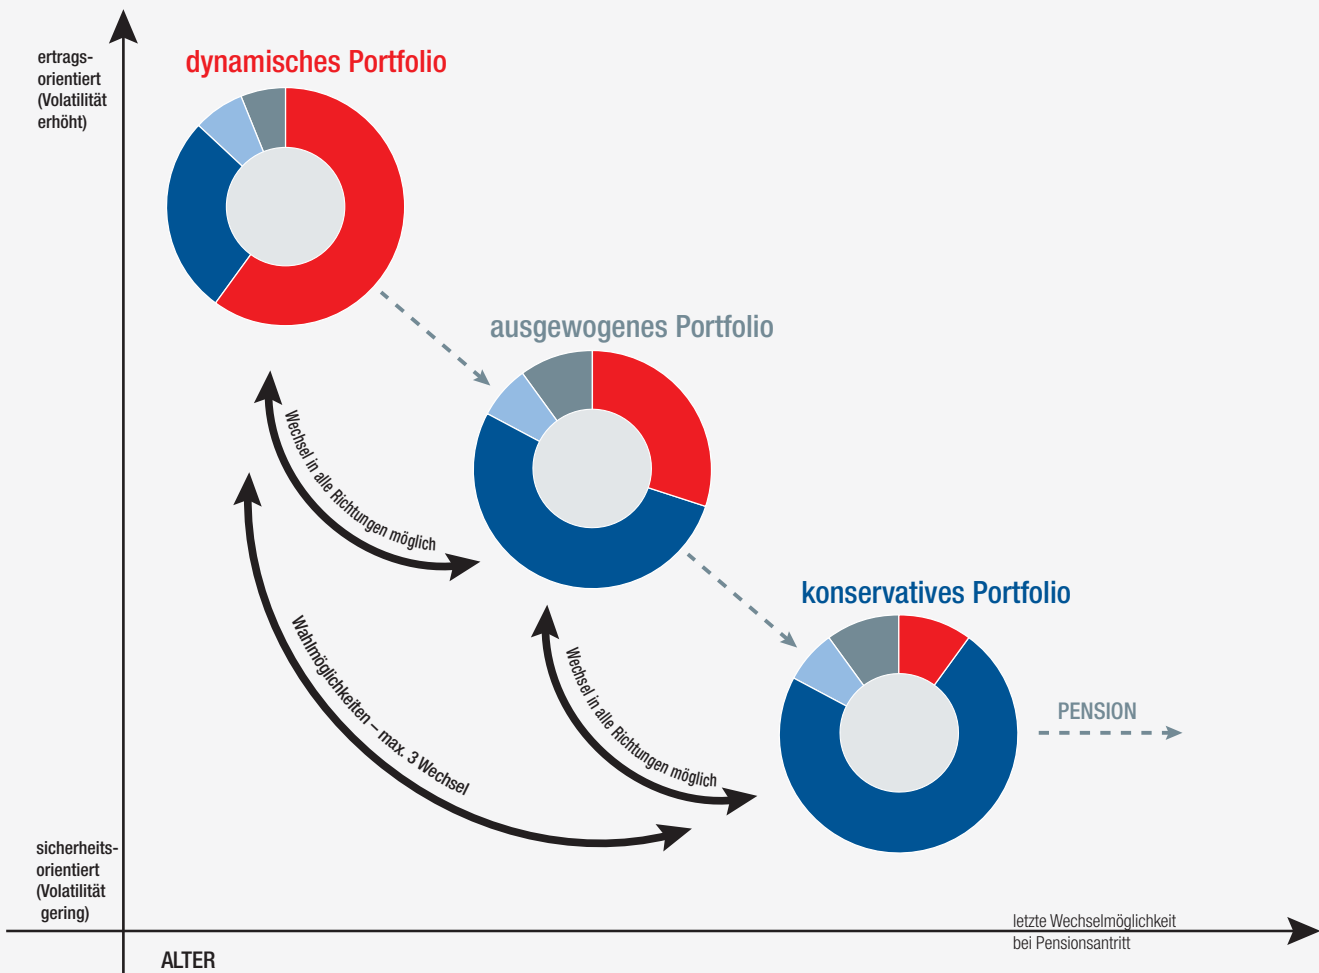 ertrags-
orientiert
(Volatilität
erhöht)
dynamisches Portfolio
ausgewogenes Portfolio
Wechsel in alle Richtungen möglich
konservatives Portfolio
Wahlmöglichkeiten – max. 3 Wechsel
Wechsel in alle Richtungen möglich
PENSION
sicherheits-
orientiert
(Volatilität
gering)
letzte Wechselmöglichkeit
bei Pensionsantritt
ALTER